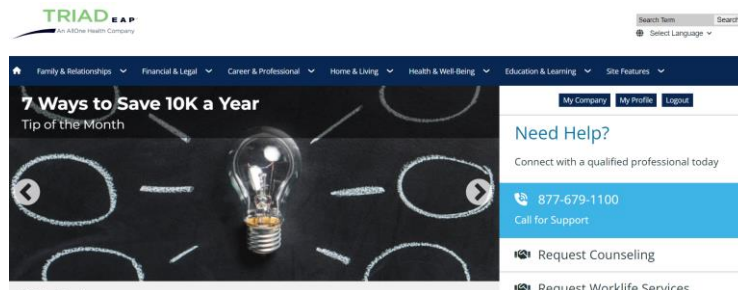 TRIAD EAP
An AllOne Health Company
Search Term Search
Select Language
Family & Relationships Financial & Legal Career & Professional Home & Living Health & Well-Being Education & Learning Site Features
7 Ways to Save 10K a Year
Tip of the Month
My Company My Profile Logout
Need Help?
Connect with a qualified professional today
877-679-1100
Call for Support
Request Counseling
Request Worklife Services